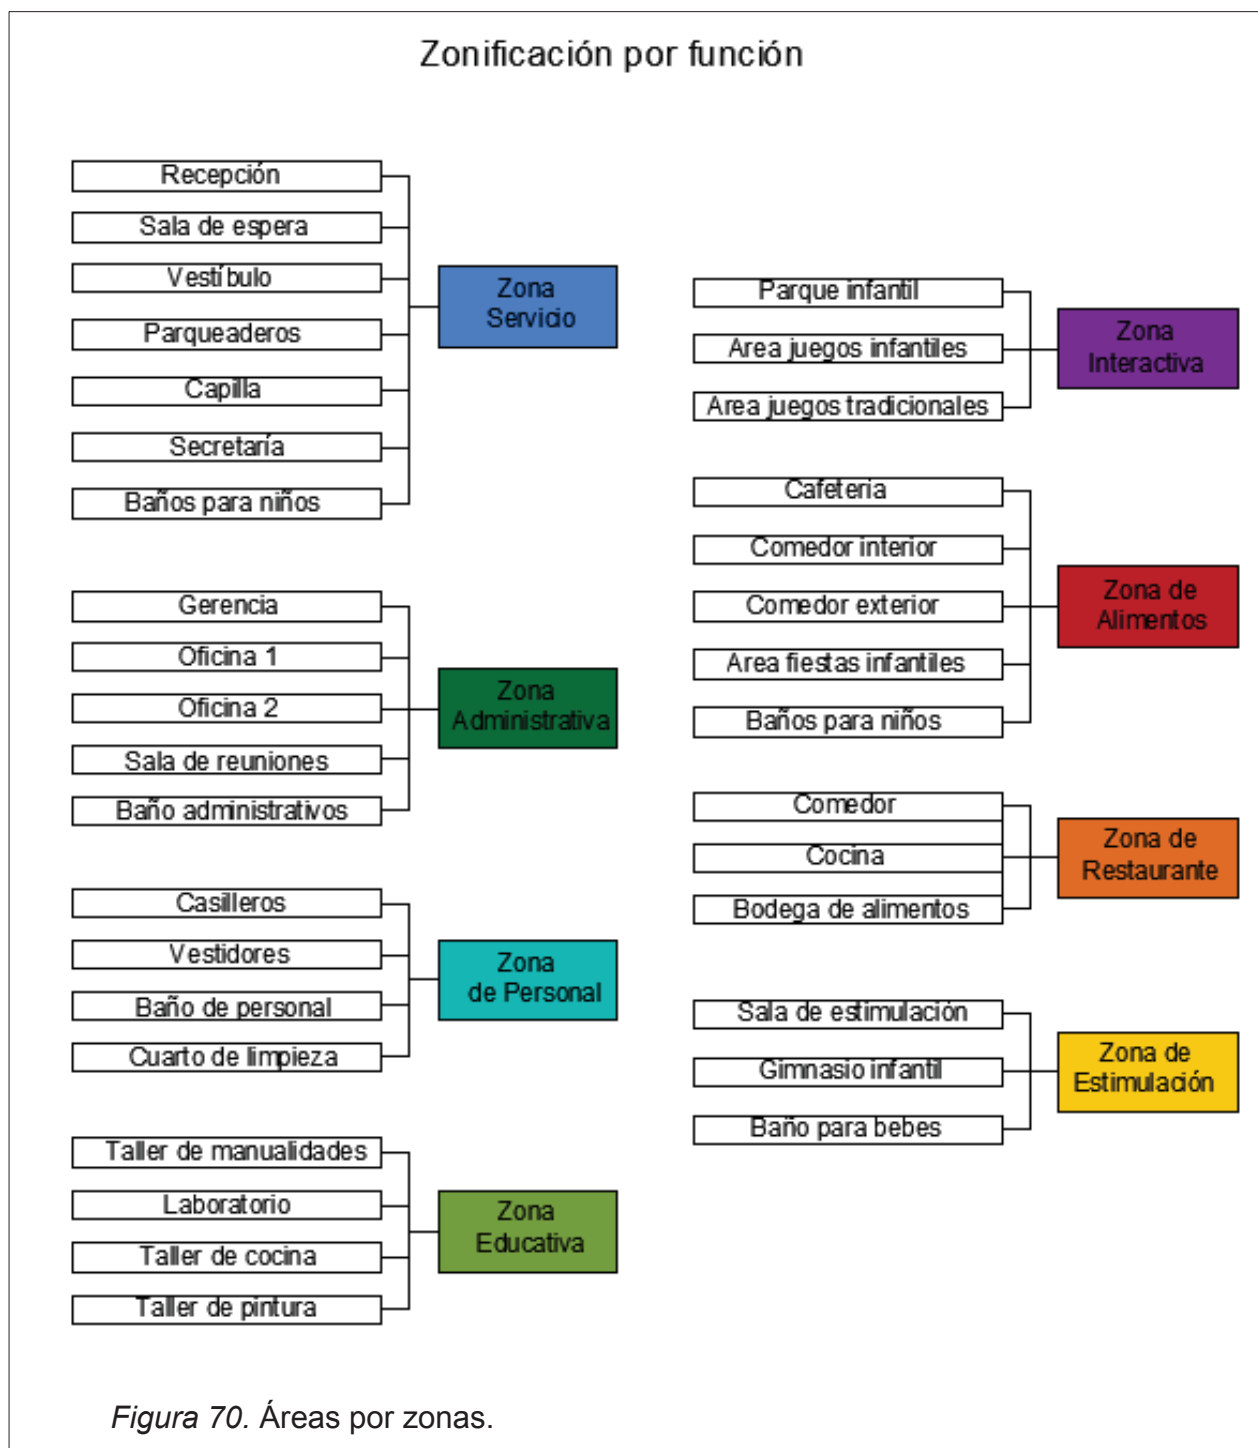 Zonificación por función
Recepción
Sala de espera
Vestíbulo
Parqueaderos
Capilla
Secretaría
Baños para niños
Zona
Servicio
Gerencia
Oficina 1
Oficina 2
Sala de reuniones
Baño administrativos
Zona
Administrativa
Casilleros
Vestidores
Baño de personal
Cuarto de limpieza
Zona
de Personal
Taller de manualidades
Laboratorio
Taller de cocina
Taller de pintura
Zona
Educativa
Parque infantil
Area juegos infantiles
Area juegos tradicionales
Zona
Interactiva
Cafeteria
Comedor interior
Comedor exterior
Area fiestas infantiles
Baños para niños
Zona de
Alimentos
Comedor
Cocina
Bodega de alimentos
Zona de
Restaurante
Sala de estimulación
Gimnasio infantil
Baño para bebes
Zona de
Estimulación
Figura 70. Áreas por zonas.